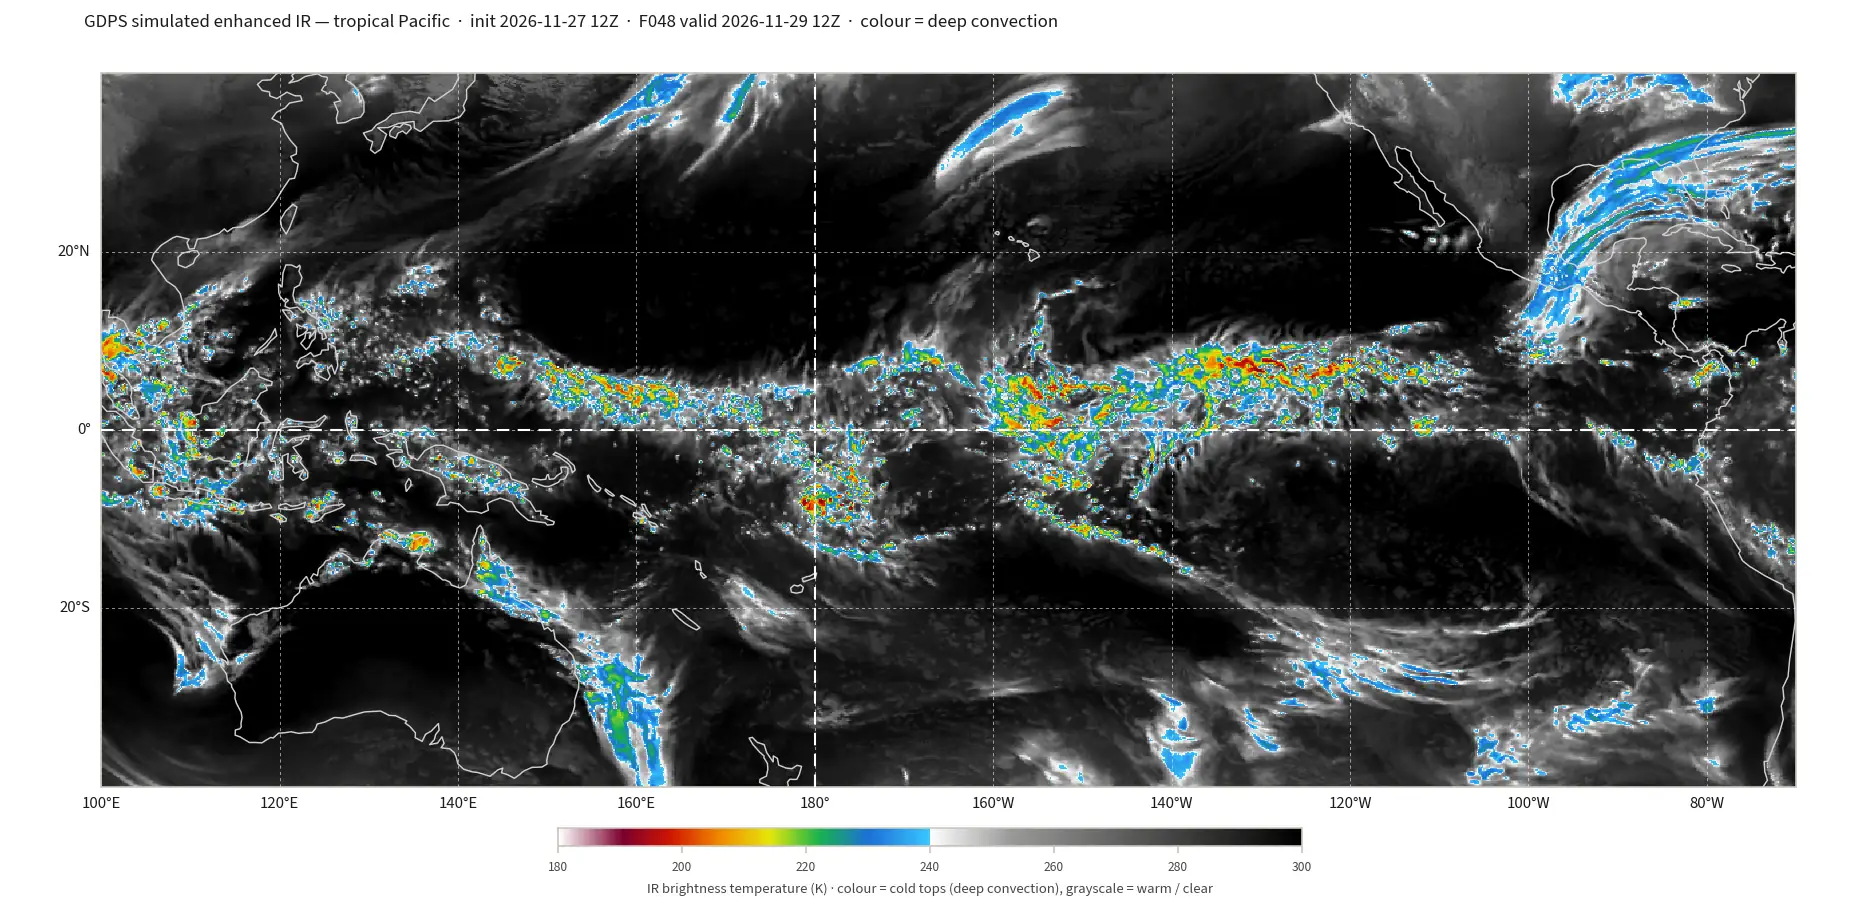 GDPS simulated enhanced IR — tropical Pacific · init 2026-11-27 12Z · F048 valid 2026-11-29 12Z · colour = deep convection
20°N
0°
20°S
100°E 120°E 140°E 160°E 180° 160°W 140°W 120°W 100°W 80°W
180 200 220 240 260 280 300
IR brightness temperature (K) · colour = cold tops (deep convection), grayscale = warm / clear